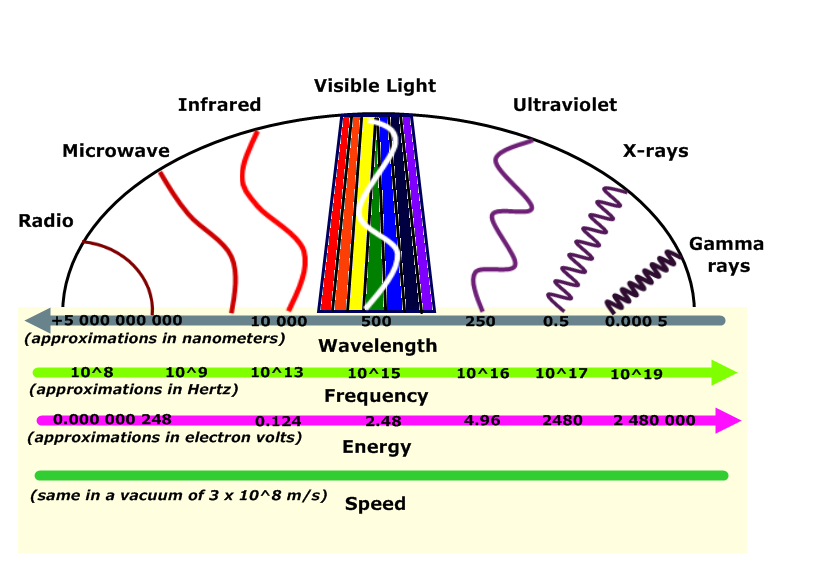 Visible Light
Infrared
Ultraviolet
Microwave
X-rays
Radio
Gamma
rays
+5 000 000 000 10 000 500 250 0.5 0.000 5
(approximations in nanometers)
Wavelength
10^8 10^9 10^13 10^15 10^16 10^17 10^19
(approximations in Hertz)
Frequency
0.000 000 248 0.124 2.48 4.96 2480 2 480 000
(approximations in electron volts)
Energy
(same in a vacuum of 3 x 10^8 m/s)
Speed